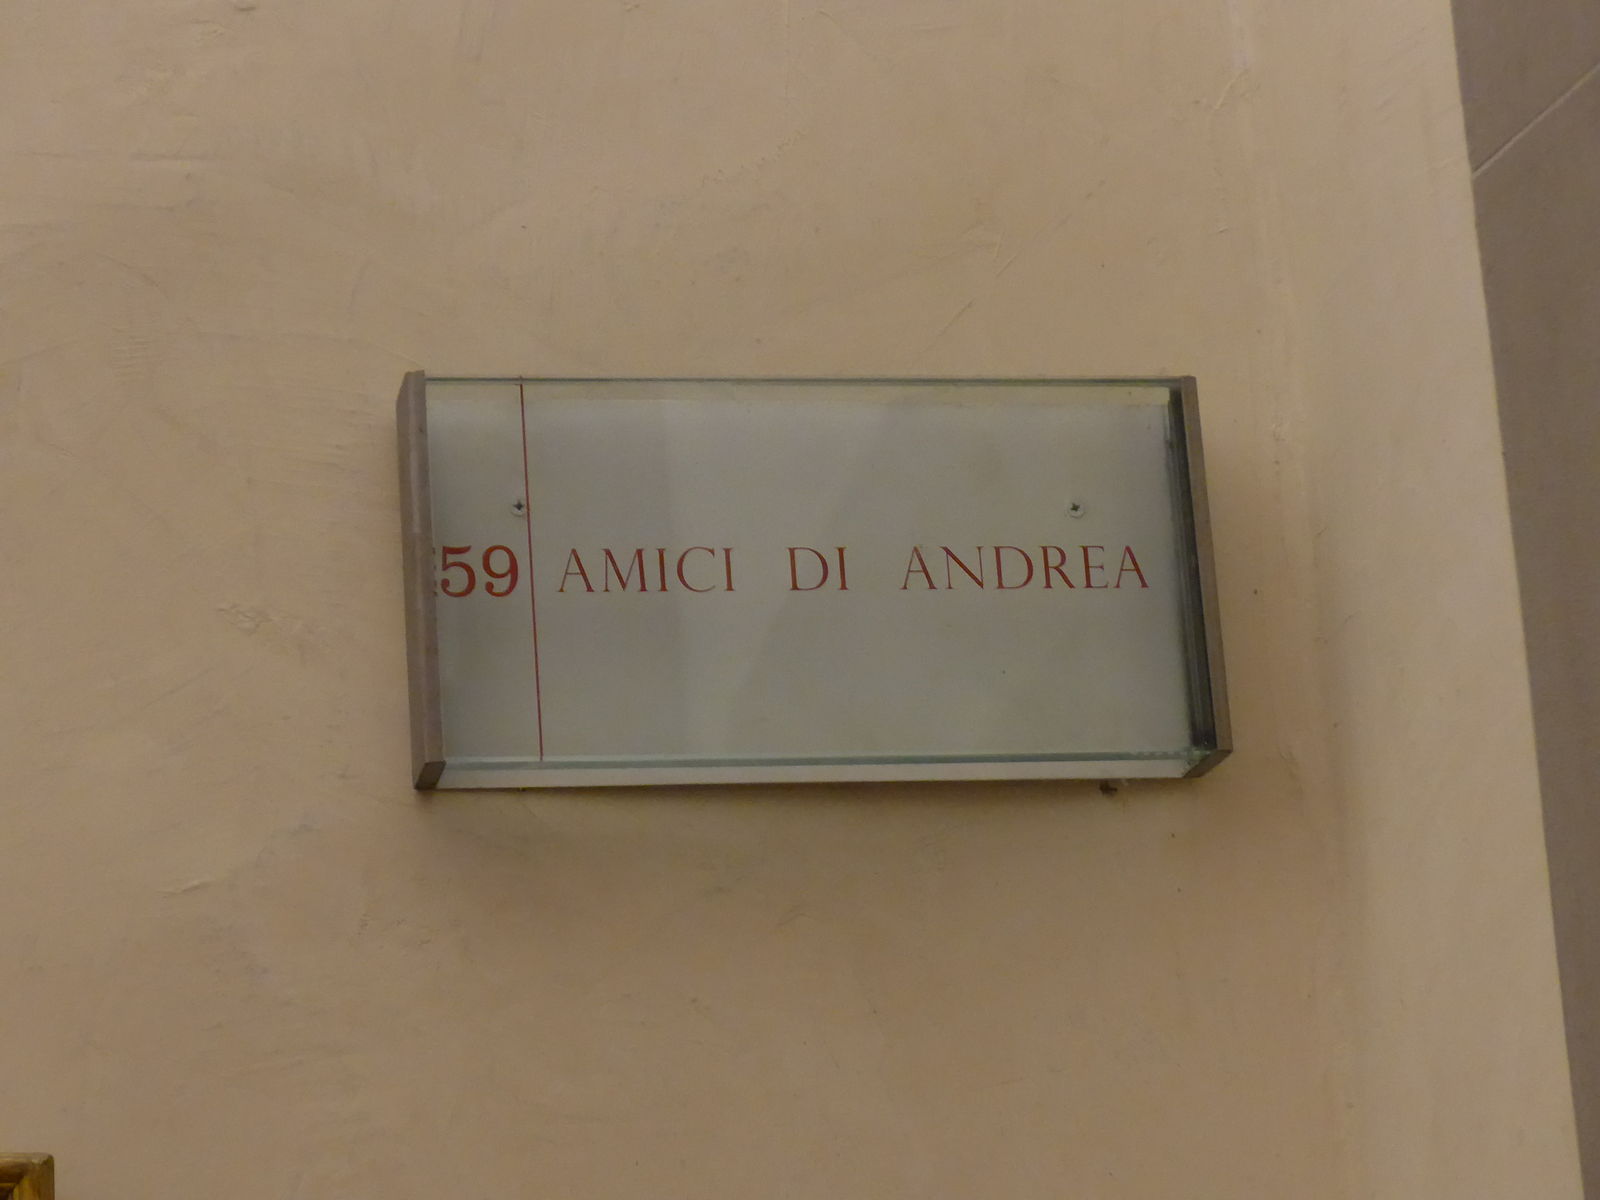 59 AMICI DI ANDREA